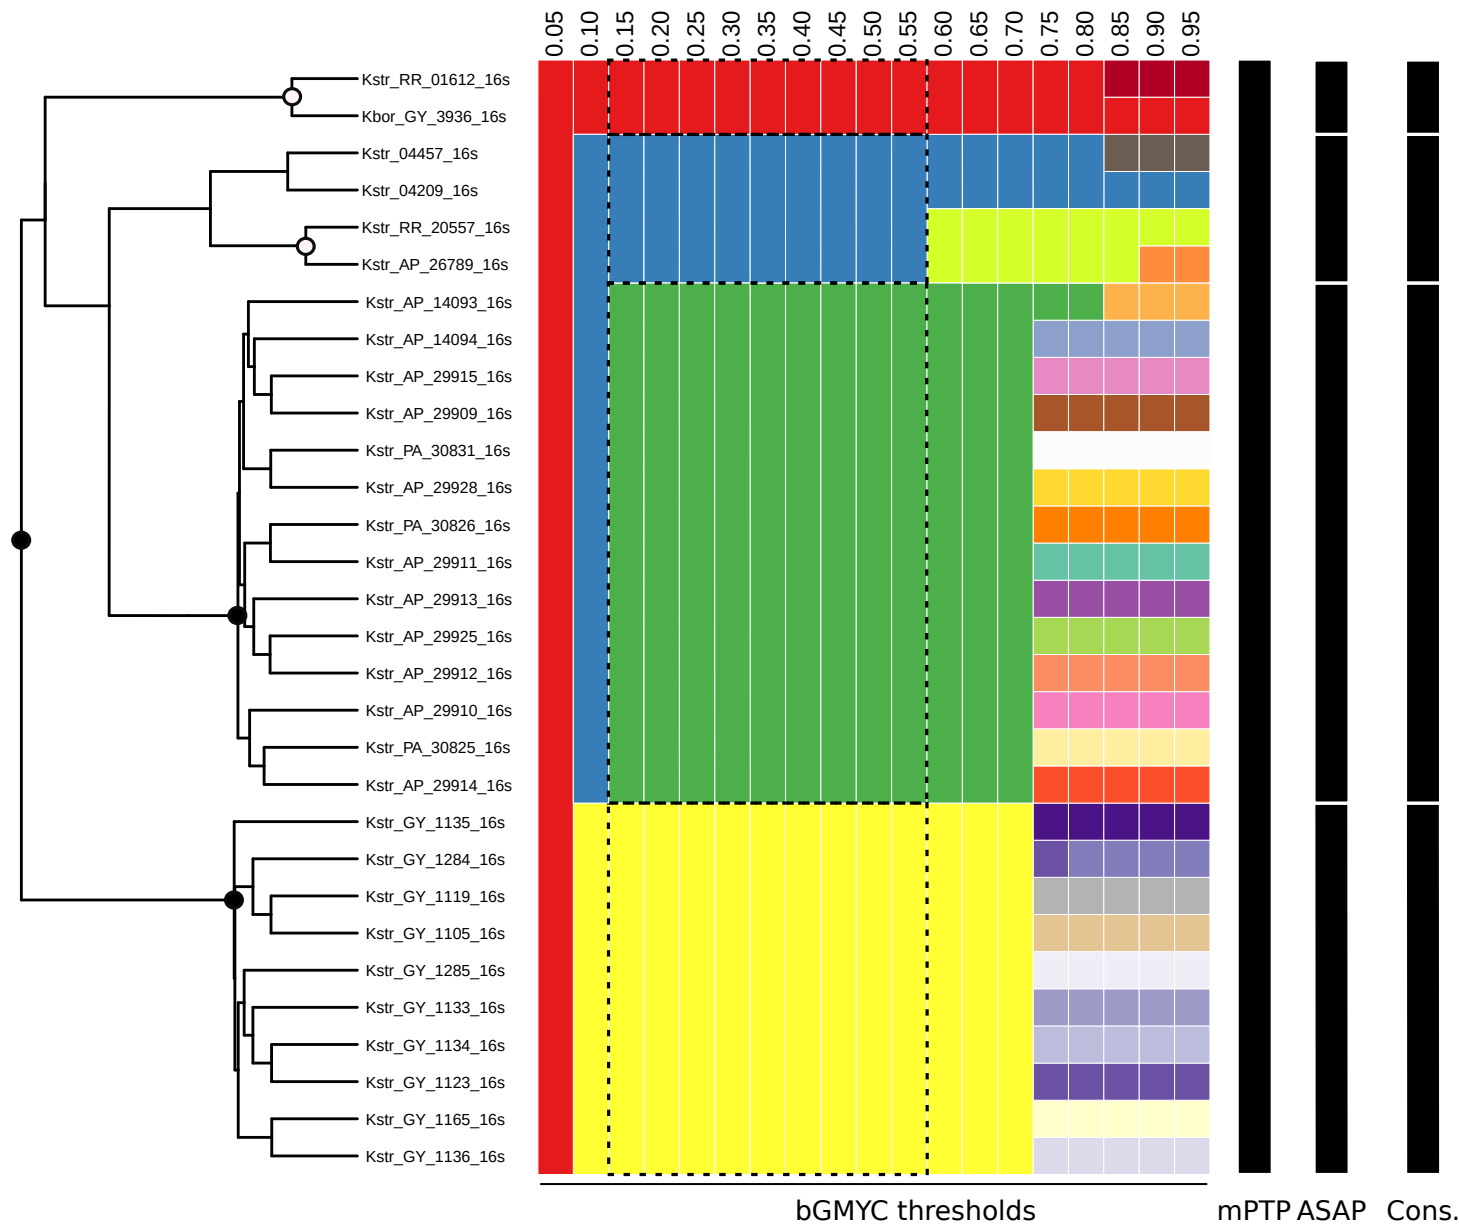 0.05 0.10 0.15 0.20 0.25 0.30 0.35 0.40 0.45 0.50 0.55 0.60 0.65 0.70 0.75 0.80 0.85 0.90 0.95
Kstr_RR_01612_16s
Kbor_GY_3936_16s
Kstr_04457_16s
Kstr_04209_16s
Kstr_RR_20557_16s
Kstr_AP_26789_16s
Kstr_AP_14093_16s
Kstr_AP_14094_16s
Kstr_AP_29915_16s
Kstr_AP_29909_16s
Kstr_PA_30831_16s
Kstr_AP_29928_16s
Kstr_PA_30826_16s
Kstr_AP_29911_16s
Kstr_AP_29913_16s
Kstr_AP_29925_16s
Kstr_AP_29912_16s
Kstr_AP_29910_16s
Kstr_PA_30825_16s
Kstr_AP_29914_16s
Kstr_GY_1135_16s
Kstr_GY_1284_16s
Kstr_GY_1119_16s
Kstr_GY_1105_16s
Kstr_GY_1285_16s
Kstr_GY_1133_16s
Kstr_GY_1134_16s
Kstr_GY_1123_16s
Kstr_GY_1165_16s
Kstr_GY_1136_16s
bGMYC thresholds mPTP ASAP Cons.